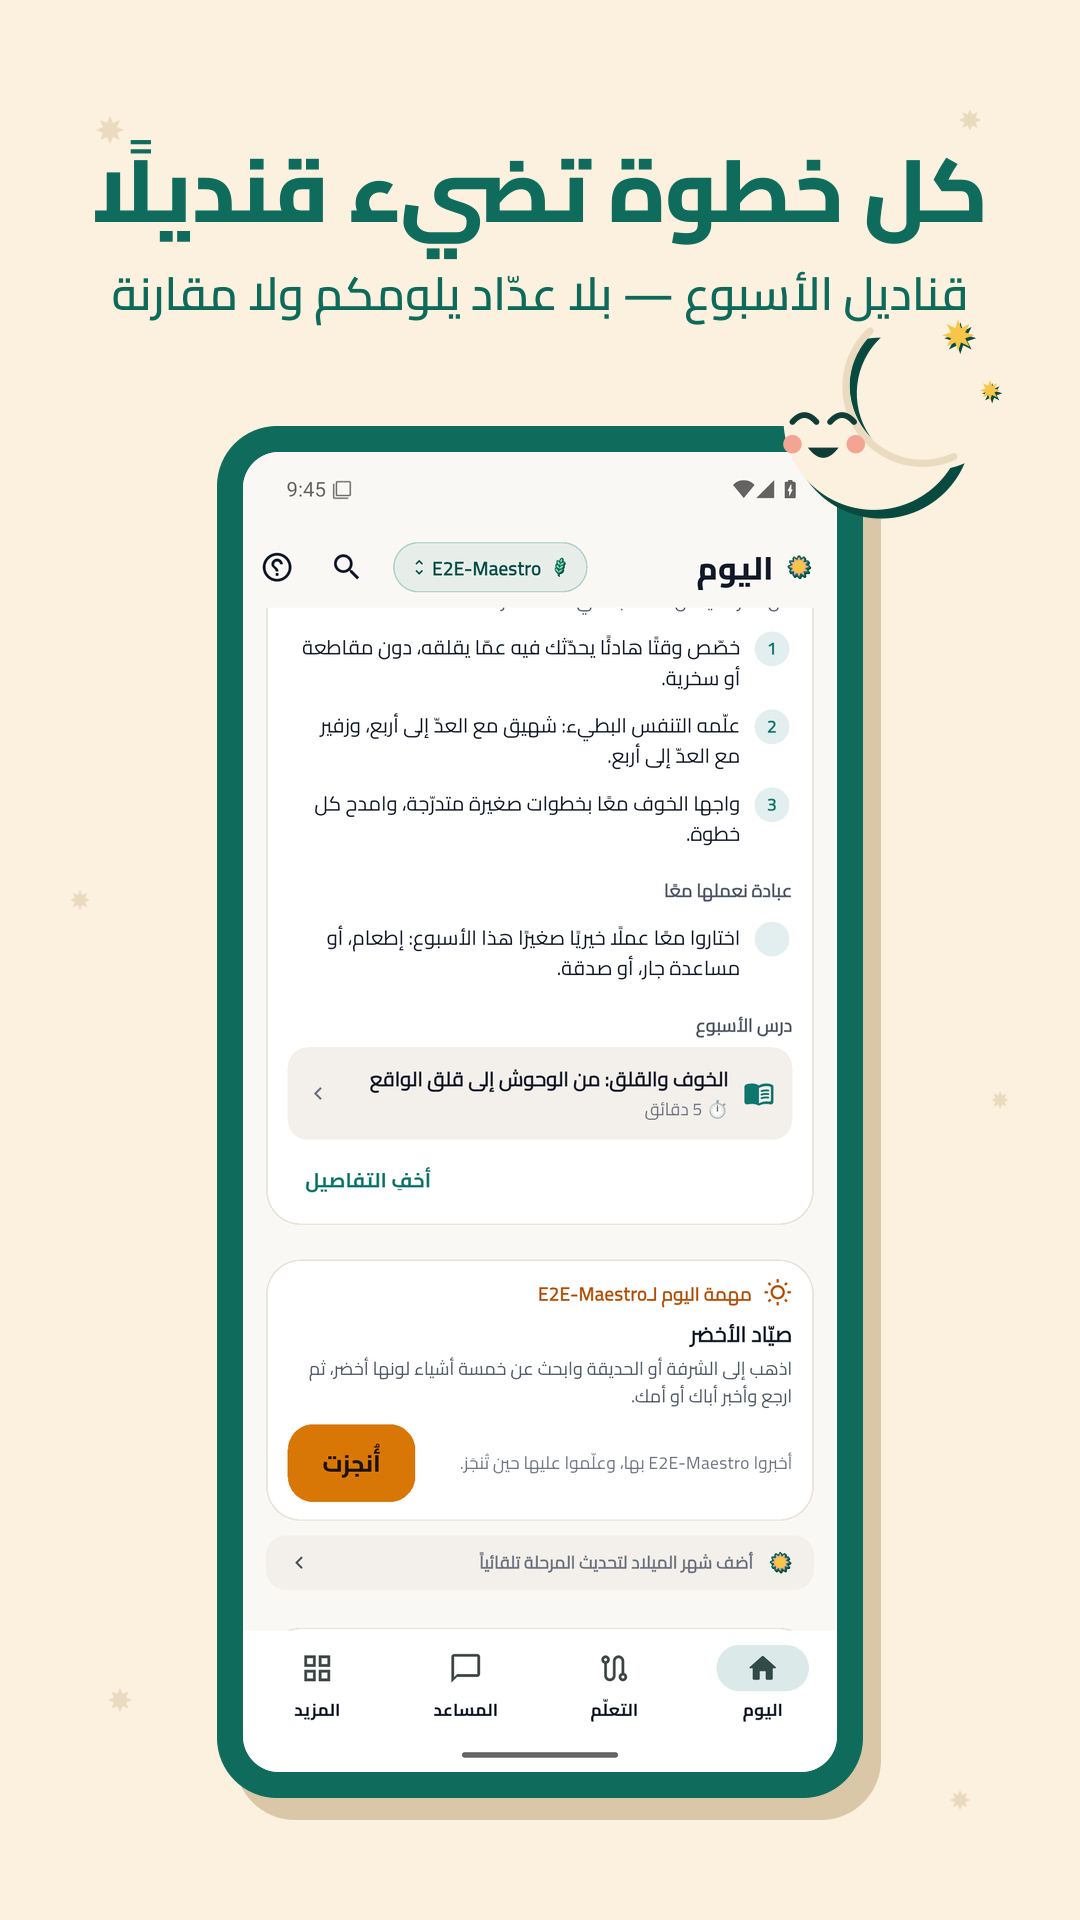 كل خطوة تضيء قنديلًا
قناديل الأسبوع — بلا عدّاد يلومكم ولا مقارنة
9:45
اليوم
E2E-Maestro
1
خصّص وقتًا هادئًا يحدّثك فيه عمّا يقلقه، دون مقاطعة
أو سخرية.
2
علّمه التنفس البطيء: شهيق مع العدّ إلى أربع، وزفير
مع العدّ إلى أربع.
3
واجها الخوف معًا بخطوات صغيرة متدرّجة، وامدح كل
خطوة.
عبادة نعملها معًا
اختاروا معًا عملًا خيريًا صغيرًا هذا الأسبوع: إطعام، أو
مساعدة جار، أو صدقة.
درس الأسبوع
الخوف والقلق: من الوحوش إلى قلق الواقع
⏱ 5 دقائق
أخفِ التفاصيل
مهمة اليوم لـE2E-Maestro
صيّاد الأخضر
اذهب إلى الشرفة أو الحديقة وابحث عن خمسة أشياء لونها أخضر، ثم
ارجع وأخبر أباك أو أمك.
أخبروا E2E-Maestro بها، وعلّموا عليها حين تُنجَز.
أُنجزت
أضف شهر الميلاد لتحديث المرحلة تلقائياً
اليوم
التعلّم
المساعد
المزيد